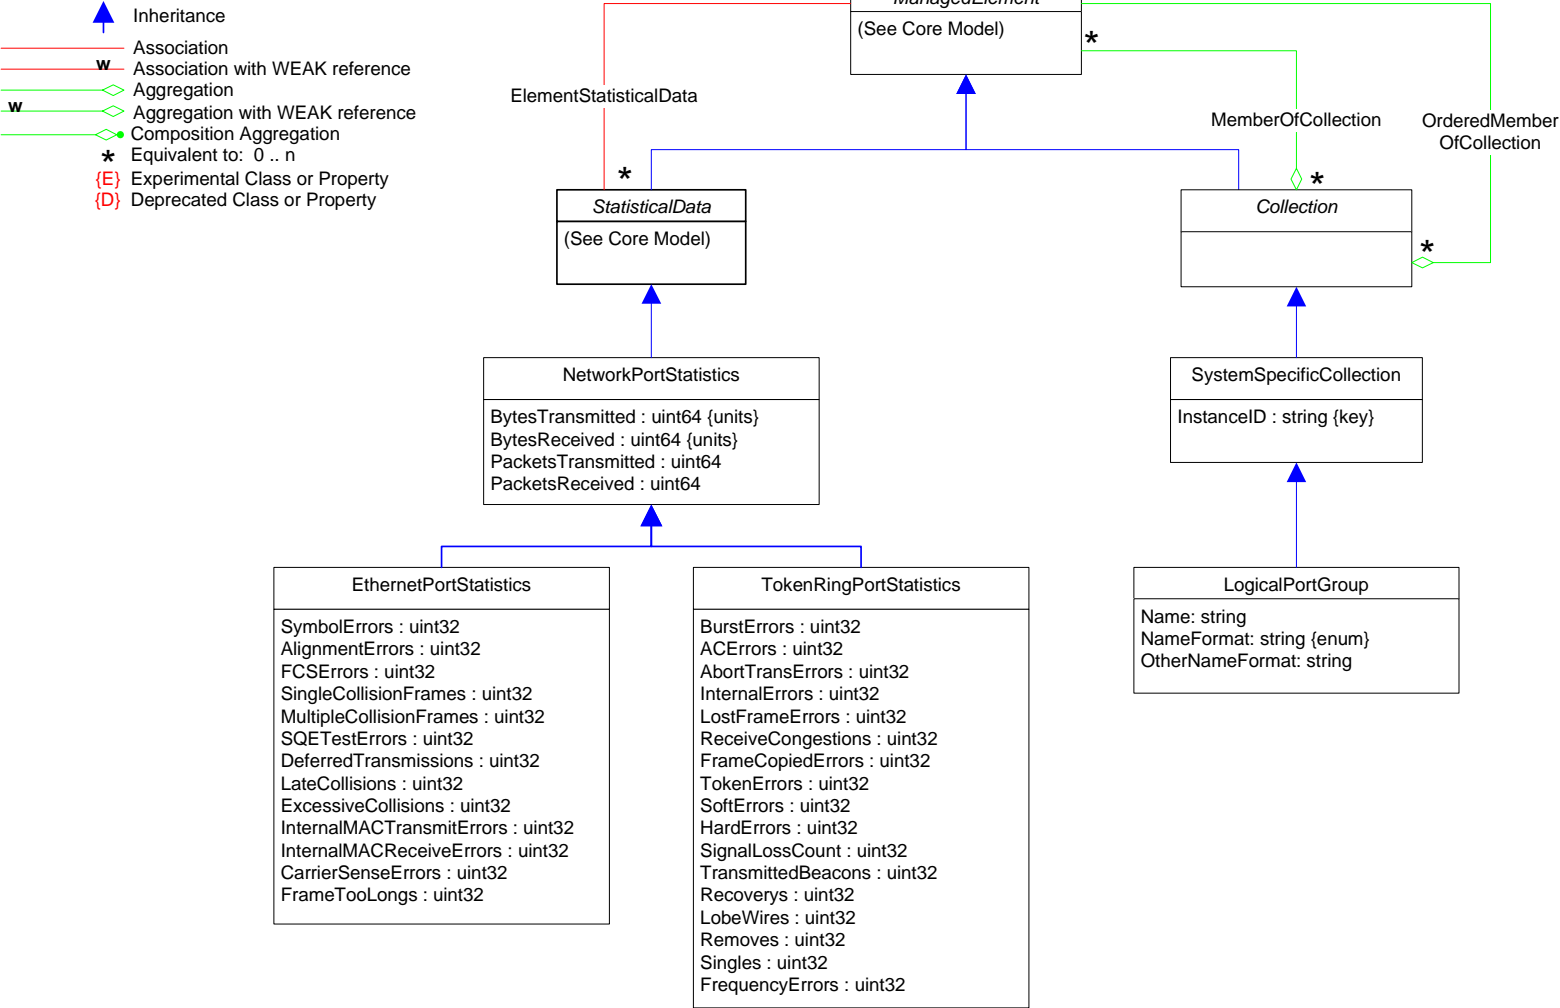 Inheritance
Association
w
Association with WEAK reference
Aggregation
w
Aggregation with WEAK reference
Composition Aggregation
* Equivalent to: 0 .. n
{E} Experimental Class or Property
{D} Deprecated Class or Property
ManagedElement
(See Core Model)
*
ElementStatisticalData
MemberOfCollection
OrderedMember
OfCollection
*
*
StatisticalData
(See Core Model)
Collection
*
NetworkPortStatistics
BytesTransmitted : uint64 {units}
BytesReceived : uint64 {units}
PacketsTransmitted : uint64
PacketsReceived : uint64
SystemSpecificCollection
InstanceID : string {key}
EthernetPortStatistics
SymbolErrors : uint32
AlignmentErrors : uint32
FCSErrors : uint32
SingleCollisionFrames : uint32
MultipleCollisionFrames : uint32
SQETestErrors : uint32
DeferredTransmissions : uint32
LateCollisions : uint32
ExcessiveCollisions : uint32
InternalMACTransmitErrors : uint32
InternalMACReceiveErrors : uint32
CarrierSenseErrors : uint32
FrameTooLongs : uint32
TokenRingPortStatistics
BurstErrors : uint32
ACErrors : uint32
AbortTransErrors : uint32
InternalErrors : uint32
LostFrameErrors : uint32
ReceiveCongestions : uint32
FrameCopiedErrors : uint32
TokenErrors : uint32
SoftErrors : uint32
HardErrors : uint32
SignalLossCount : uint32
TransmittedBeacons : uint32
Recoverys : uint32
LobeWires : uint32
Removes : uint32
Singles : uint32
FrequencyErrors : uint32
LogicalPortGroup
Name: string
NameFormat: string {enum}
OtherNameFormat: string